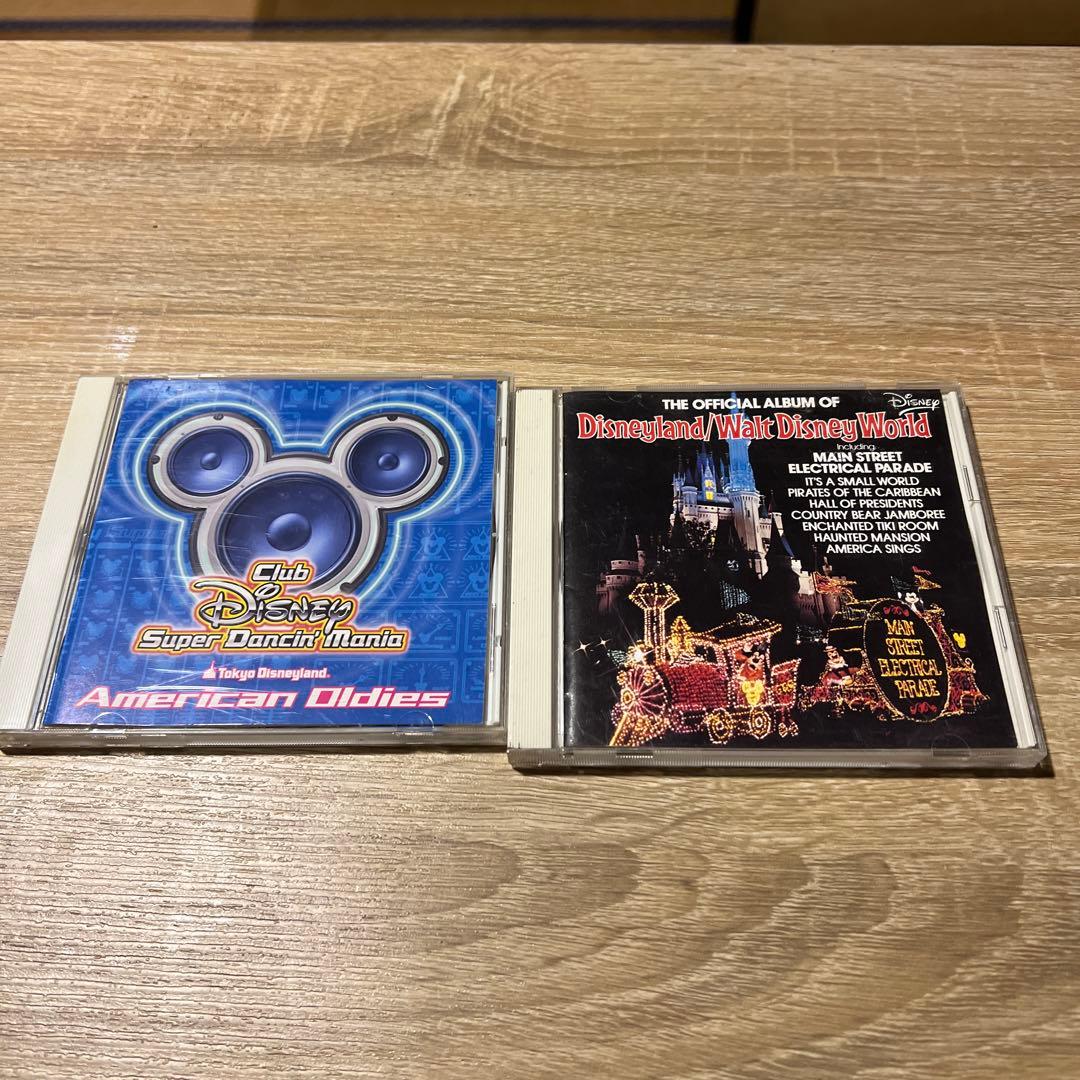 Club
Disney
Super Dancin' Mania
Tokyo Disneyland®
American Oldies
THE OFFICIAL ALBUM OF
Disney
Disneyland/Walt Disney World
Including:
MAIN STREET
ELECTRICAL PARADE
IT'S A SMALL WORLD
PIRATES OF THE CARIBBEAN
HALL OF PRESIDENTS
COUNTRY BEAR JAMBOREE
ENCHANTED TIKI ROOM
HAUNTED MANSION
AMERICA SINGS
MAIN
STREET
ELECTRICAL
PARADE